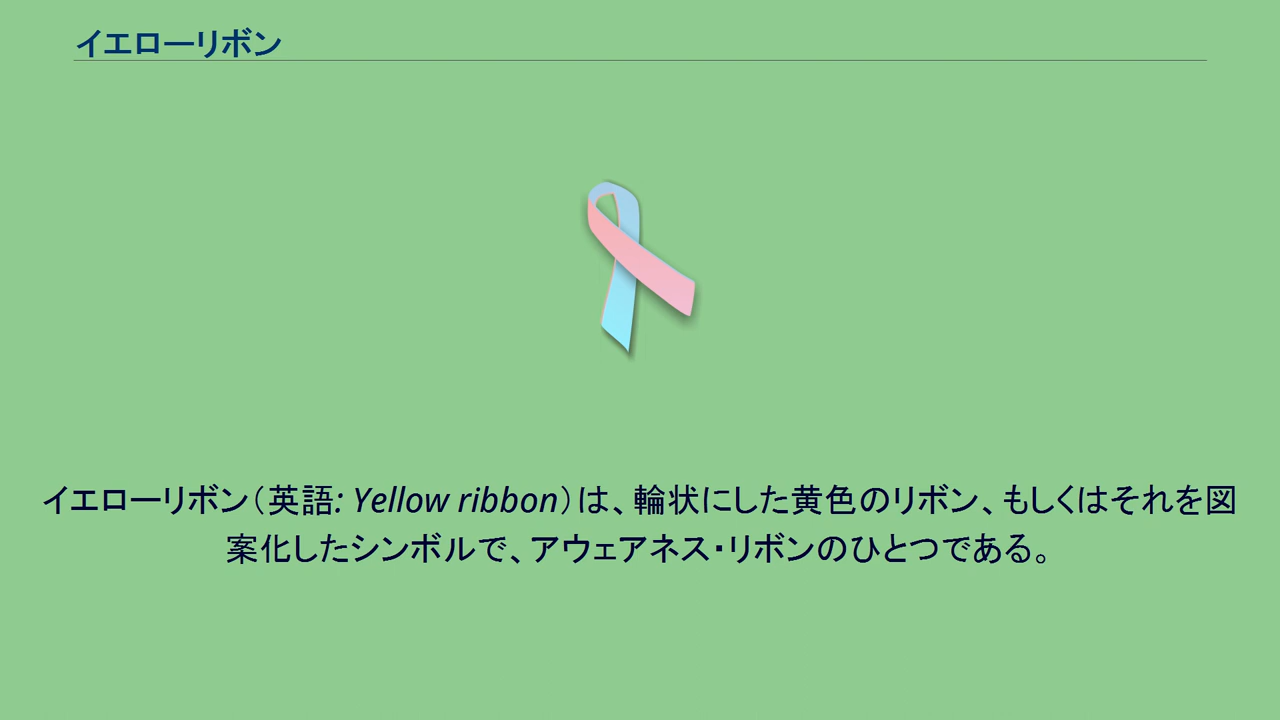 イエローリボン
イエローリボン（英語: Yellow ribbon）は、輪状にした黄色のリボン、もしくはそれを図
案化したシンボルで、アウェアネス・リボンのひとつである。